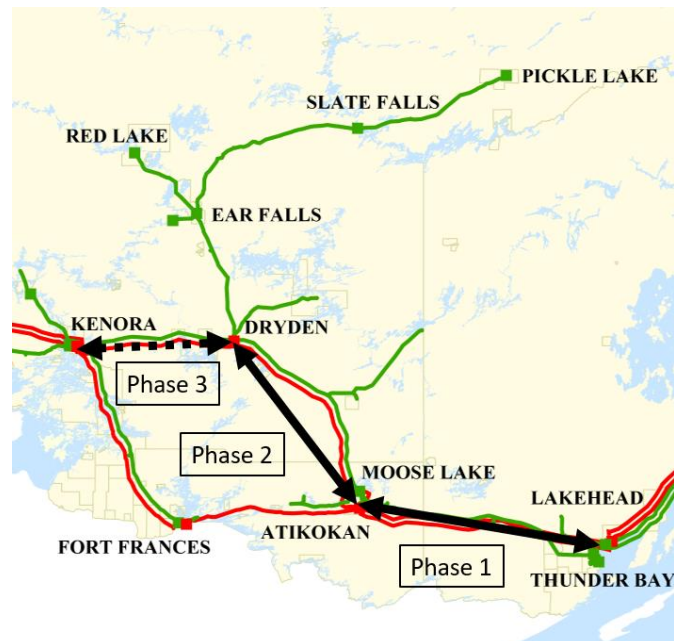 PICKLE LAKE
SLATE FALLS
RED LAKE
EAR FALLS
KENORA
DRYDEN
Phase 3
Phase 2
MOOSE LAKE
LAKEHEAD
ATIKOKAN
FORT FRANCES
Phase 1
THUNDER BAY